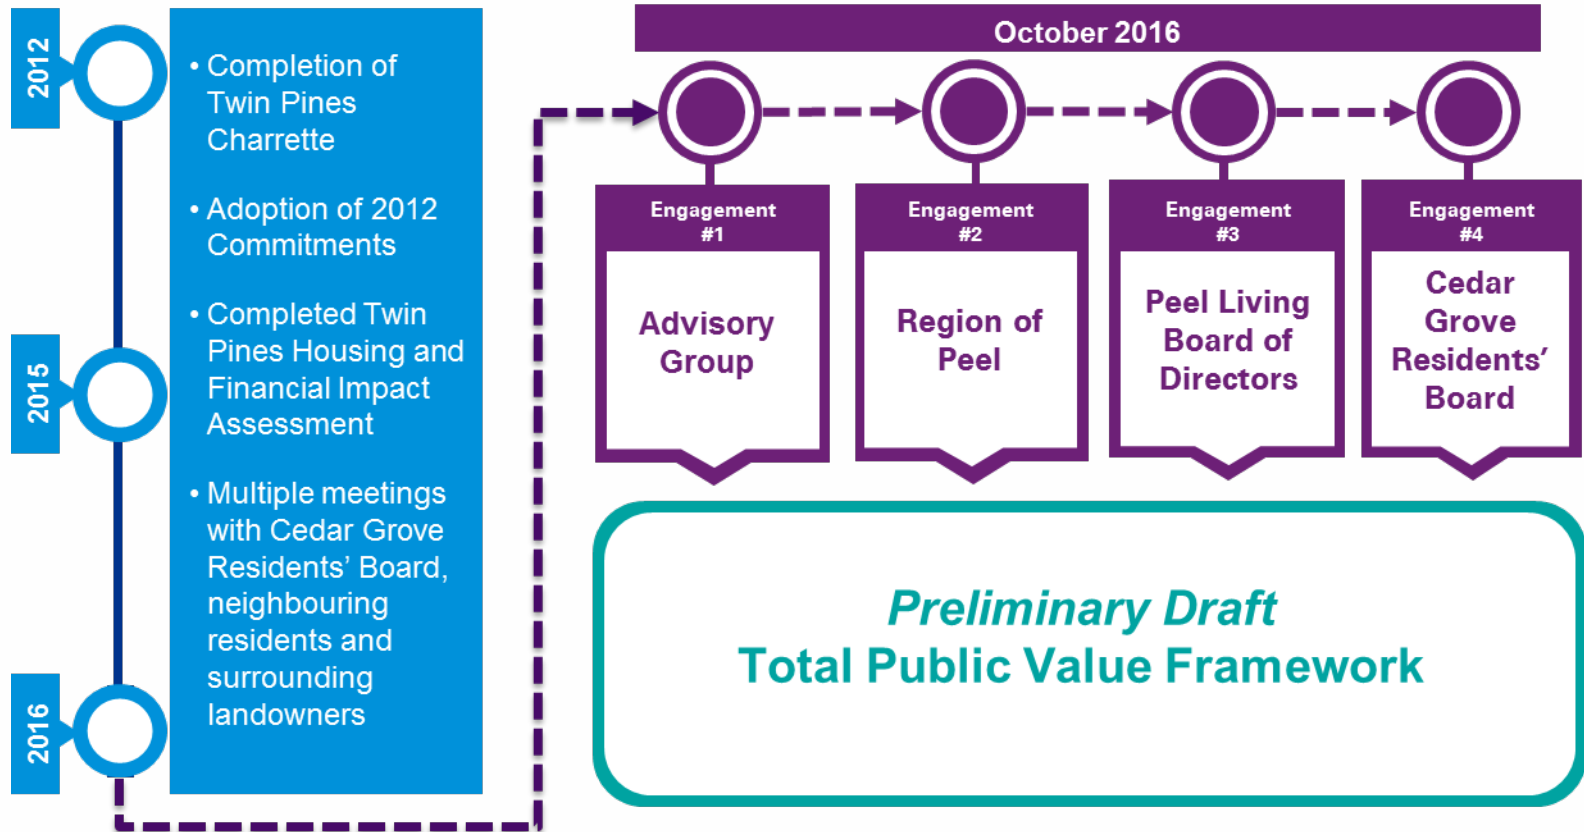 2012
2015
2016
• Completion of
Twin Pines
Charrette
• Adoption of 2012
Commitments
• Completed Twin
Pines Housing and
Financial Impact
Assessment
• Multiple meetings
with Cedar Grove
Residents’ Board,
neighbouring
residents and
surrounding
landowners
October 2016
Engagement
#1
Advisory
Group
Engagement
#2
Region of
Peel
Engagement
#3
Peel Living
Board of
Directors
Engagement
#4
Cedar
Grove
Residents’
Board
Preliminary Draft
Total Public Value Framework